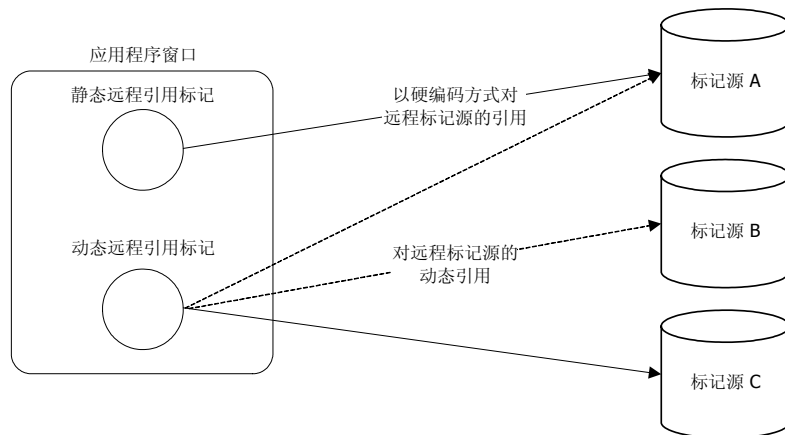 应用程序窗口
静态远程引用标记
以硬编码方式对
远程标记源的引用
标记源 A
动态远程引用标记
对远程标记源的
动态引用
标记源 B
标记源 C